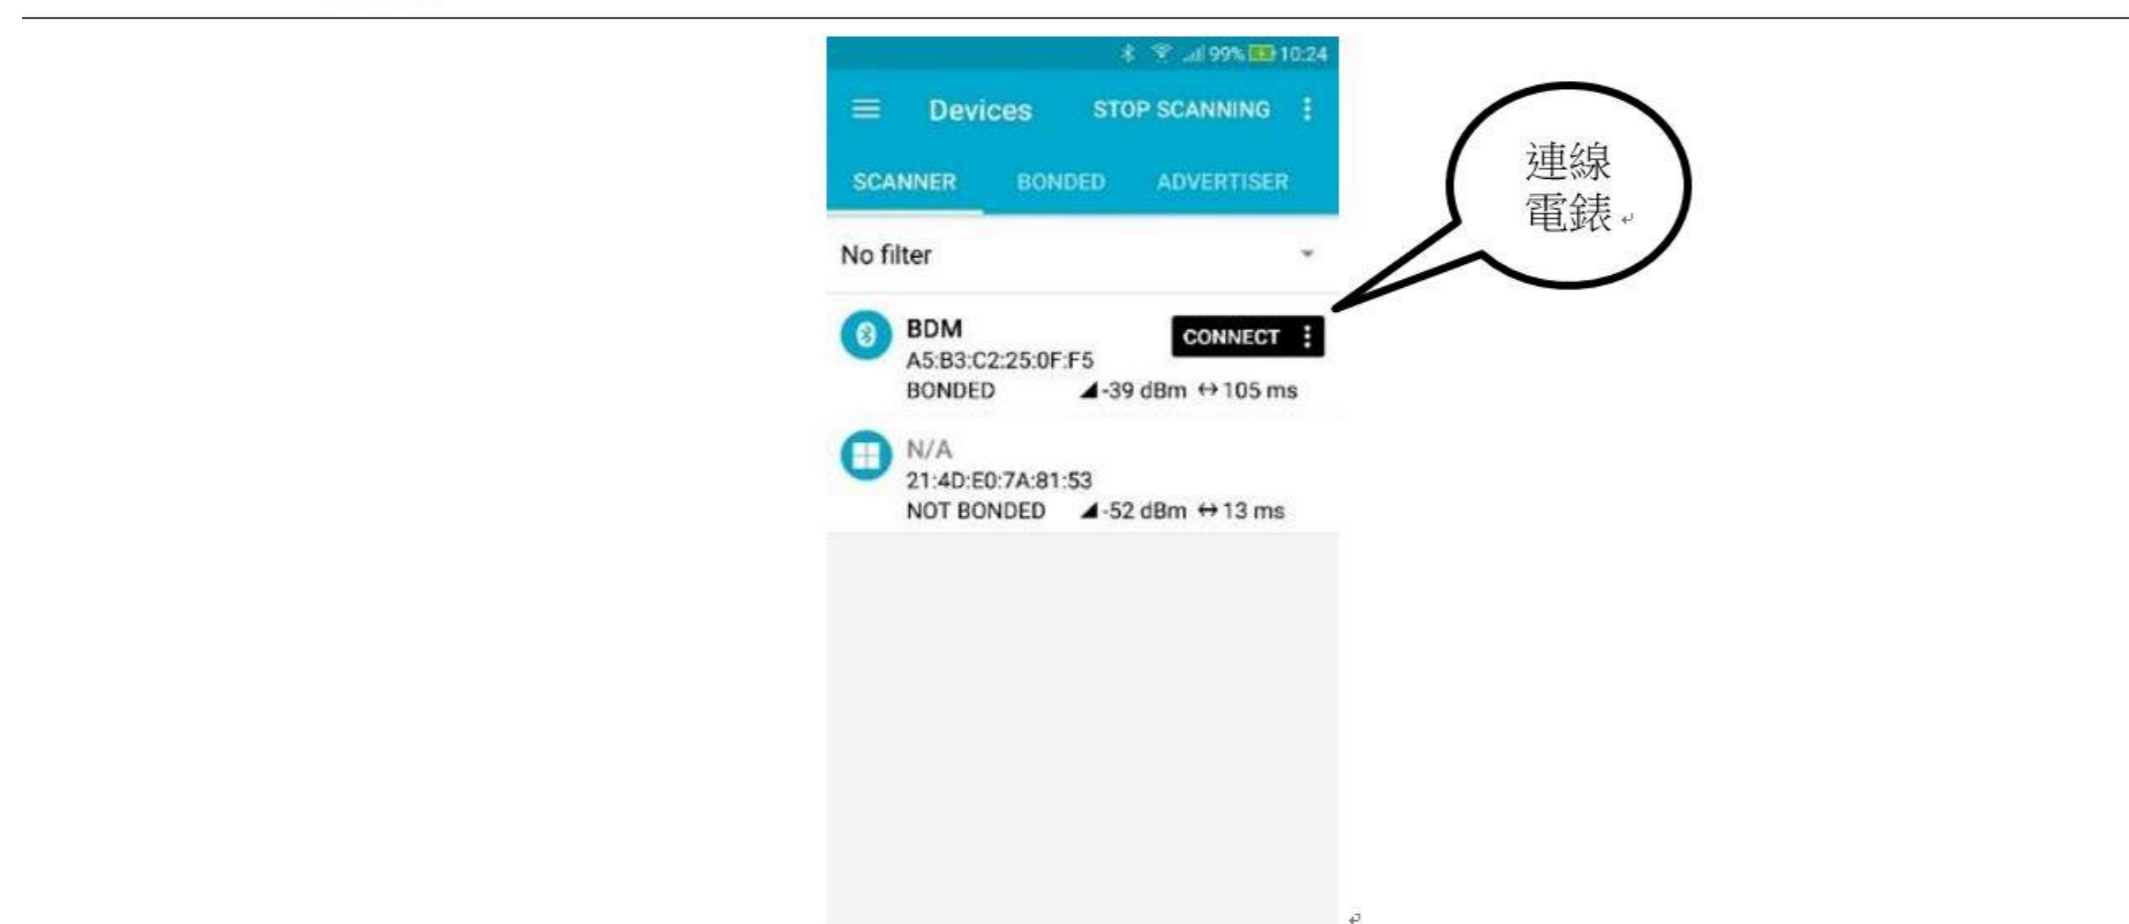 99% 10:24
Devices STOP SCANNING
SCANNER BONDED ADVERTISER
No filter
BDM CONNECT
A5:B3:C2:25:0F:F5
BONDED -39 dBm ↔ 105 ms
N/A
21:4D:E0:7A:81:53
NOT BONDED -52 dBm ↔ 13 ms
連線
電錶